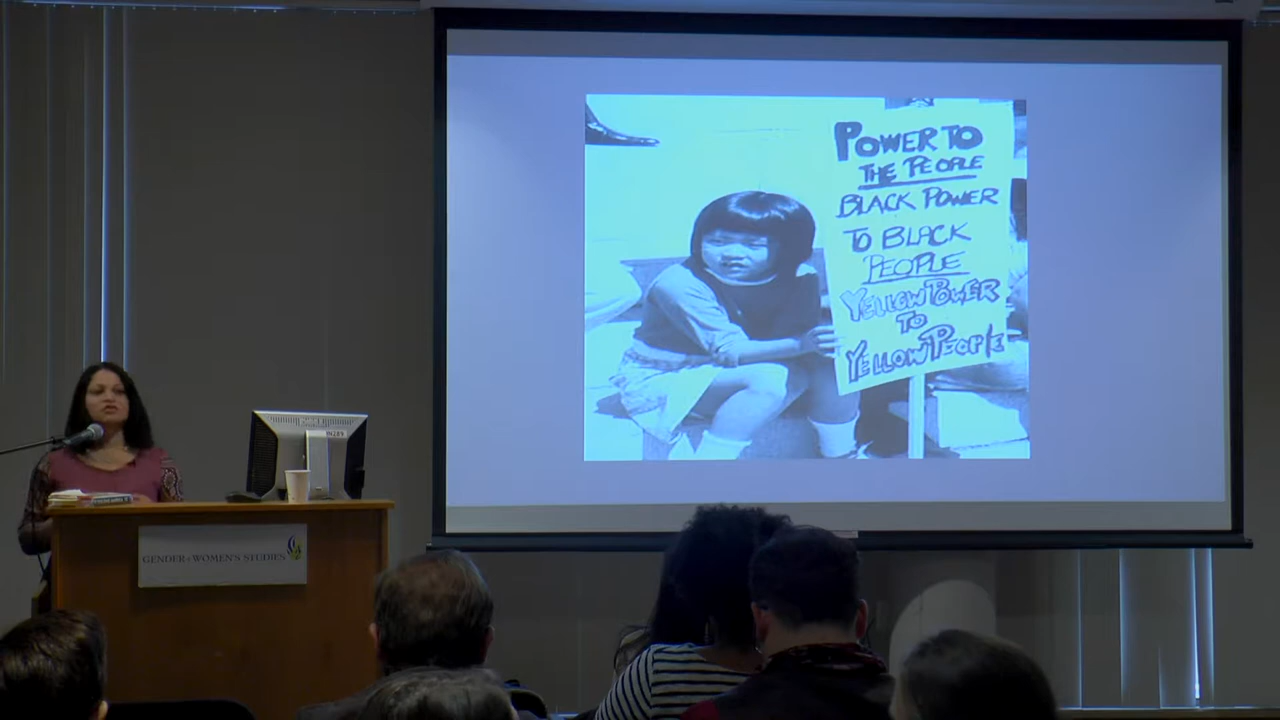 POWER TO
THE PEOPLE
BLACK POWER
TO BLACK
PEOPLE
YELLOW POWER
TO
YELLOW PEOPLE
GENDER & WOMEN'S STUDIES